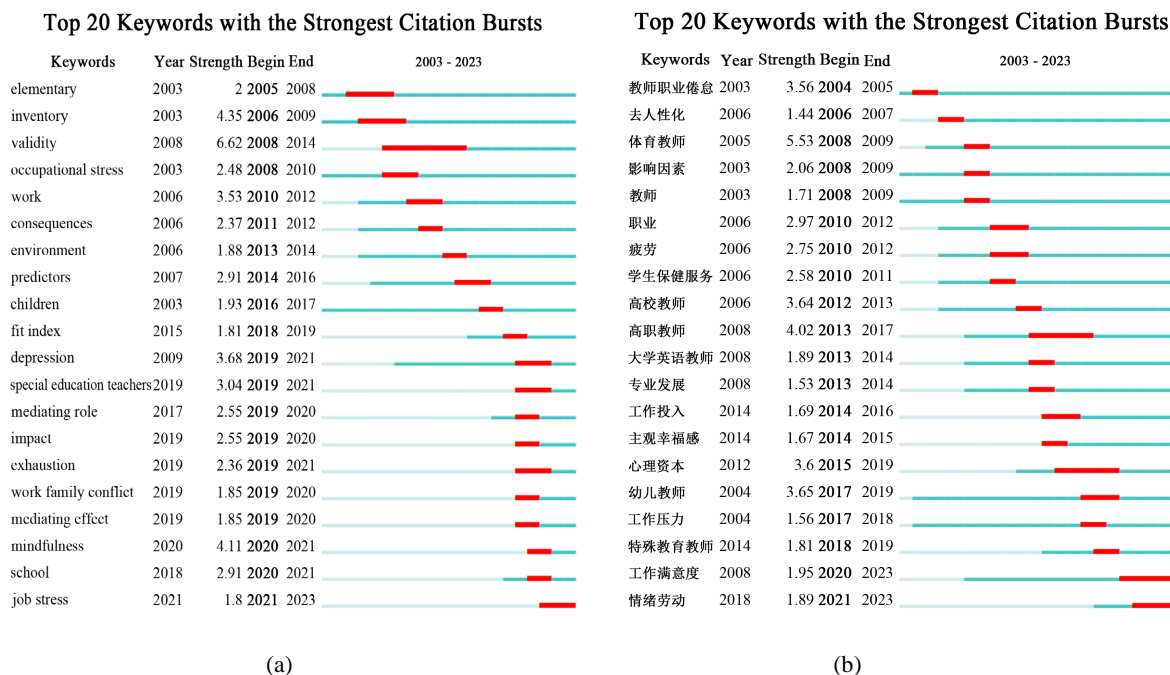 Top 20 Keywords with the Strongest Citation Bursts
Keywords Year Strength Begin End 2003 - 2023
elementary 2003 2 2005 2008
inventory 2003 4.35 2006 2009
validity 2008 6.62 2008 2014
occupational stress 2003 2.48 2008 2010
work 2006 3.53 2010 2012
consequences 2006 2.37 2011 2012
environment 2006 1.88 2013 2014
predictors 2007 2.91 2014 2016
children 2003 1.93 2016 2017
fit index 2015 1.81 2018 2019
depression 2009 3.68 2019 2021
special education teachers 2019 3.04 2019 2021
mediating role 2017 2.55 2019 2020
impact 2019 2.55 2019 2020
exhaustion 2019 2.36 2019 2021
work family conflict 2019 1.85 2019 2020
mediating effect 2019 1.85 2019 2020
mindfulness 2020 4.11 2020 2021
school 2018 2.91 2020 2021
job stress 2021 1.8 2021 2023
(a)
Top 20 Keywords with the Strongest Citation Bursts
Keywords Year Strength Begin End 2003 - 2023
教师职业倦怠 2003 3.56 2004 2005
去人性化 2006 1.44 2006 2007
体育教师 2005 5.53 2008 2009
影响因素 2003 2.06 2008 2009
教师 2003 1.71 2008 2009
职业 2006 2.97 2010 2012
疲劳 2006 2.75 2010 2012
学生保健服务 2006 2.58 2010 2011
高校教师 2006 3.64 2012 2013
高职教师 2008 4.02 2013 2017
大学英语教师 2008 1.89 2013 2014
专业发展 2008 1.53 2013 2014
工作投入 2014 1.69 2014 2016
主观幸福感 2014 1.67 2014 2015
心理资本 2012 3.6 2015 2019
幼儿教师 2004 3.65 2017 2019
工作压力 2004 1.56 2017 2018
特殊教育教师 2014 1.81 2018 2019
工作满意度 2008 1.95 2020 2023
情绪劳动 2018 1.89 2021 2023
(b)